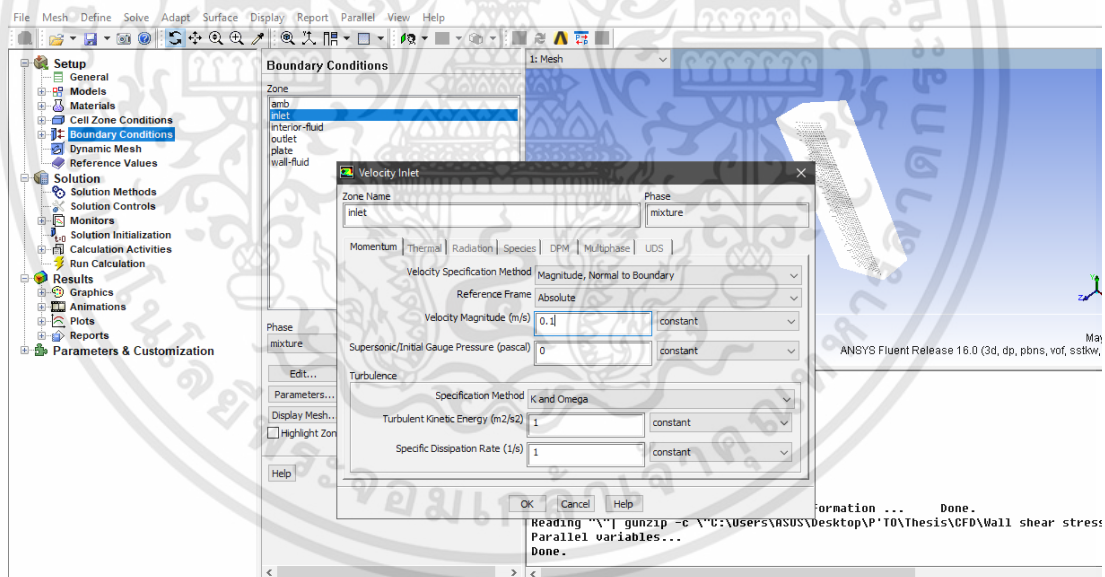 File Mesh Define Solve Adapt Surface Display Report Parallel View Help
Setup
General
Models
Materials
Cell Zone Conditions
Boundary Conditions
Dynamic Mesh
Reference Values
Solution
Solution Methods
Solution Controls
Monitors
Solution Initialization
Calculation Activities
Run Calculation
Results
Graphics
Animations
Plots
Reports
Parameters & Customization
Boundary Conditions
Zone
amb
inlet
interior-fluid
outlet
plate
wall-fluid
Phase
mixture
Edit...
Parameters...
Display Mesh...
Highlight Zon
Help
1: Mesh
Velocity Inlet
Zone Name
Phase
inlet
mixture
Momentum Thermal Radiation Species DPM Multiphase UDS
Velocity Specification Method Magnitude, Normal to Boundary
Reference Frame Absolute
Velocity Magnitude (m/s) 0.1 constant
Supersonic/Initial Gauge Pressure (pascal) 0 constant
Turbulence
Specification Method K and Omega
Turbulent Kinetic Energy (m2/s2) 1 constant
Specific Dissipation Rate (1/s) 1 constant
OK Cancel Help
Y
Z
May
ANSYS Fluent Release 16.0 (3d, dp, pbns, vof, sstkw,
formation ... Done.
Reading "\"| gunzip -c \"C:\Users\ASUS\Desktop\P'TO\Thesis\CFD\Wall shear stress
Parallel variables...
Done.